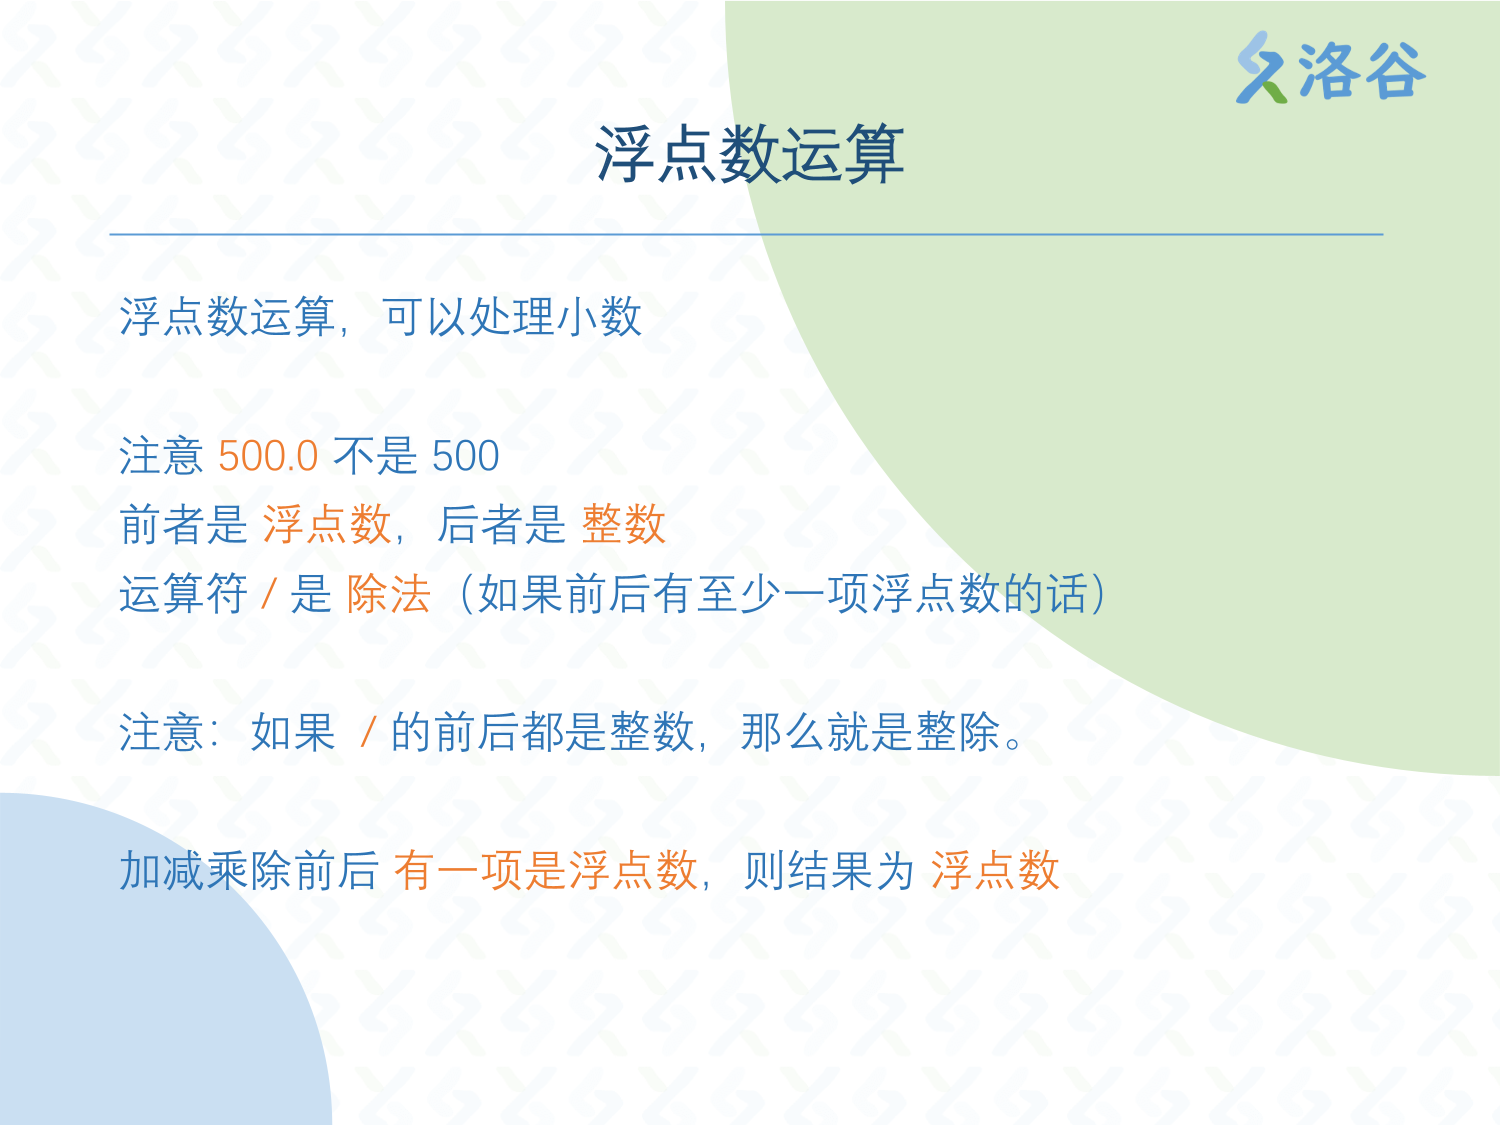 洛谷
浮点数运算
浮点数运算，可以处理小数
注意 500.0 不是 500
前者是 浮点数，后者是 整数
运算符 / 是 除法（如果前后有至少一项浮点数的话）
注意：如果 / 的前后都是整数，那么就是整除。
加减乘除前后 有一项是浮点数，则结果为 浮点数